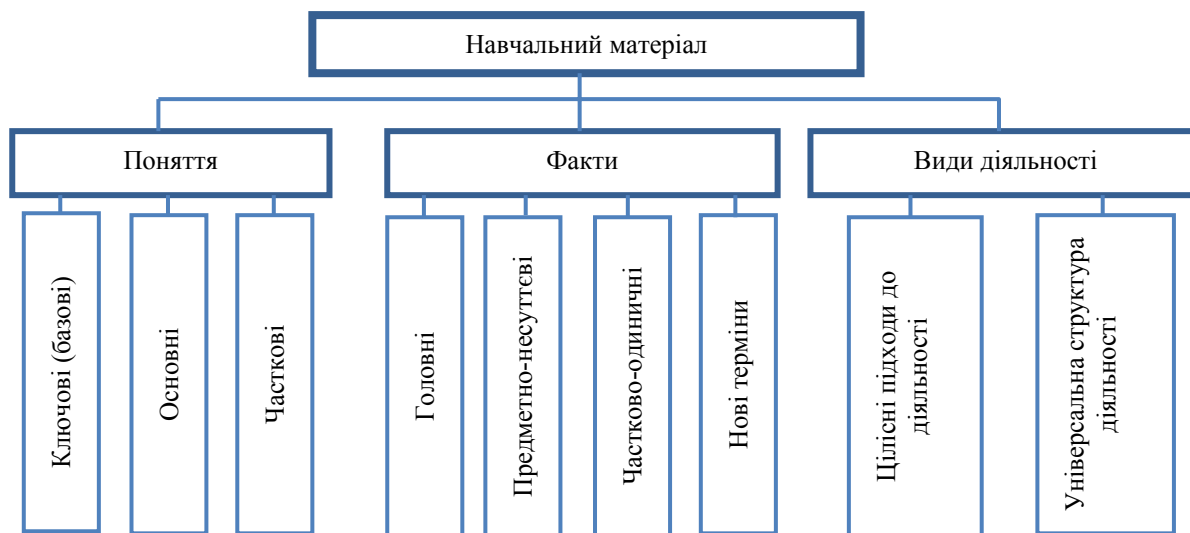 Навчальний матеріал
Поняття
Факти
Види діяльності
Ключові (базові)
Основні
Часткові
Головні
Предметно-несуттєві
Частково-одиничні
Нові терміни
Цілісні підходи до
діяльності
Універсальна структура
діяльності